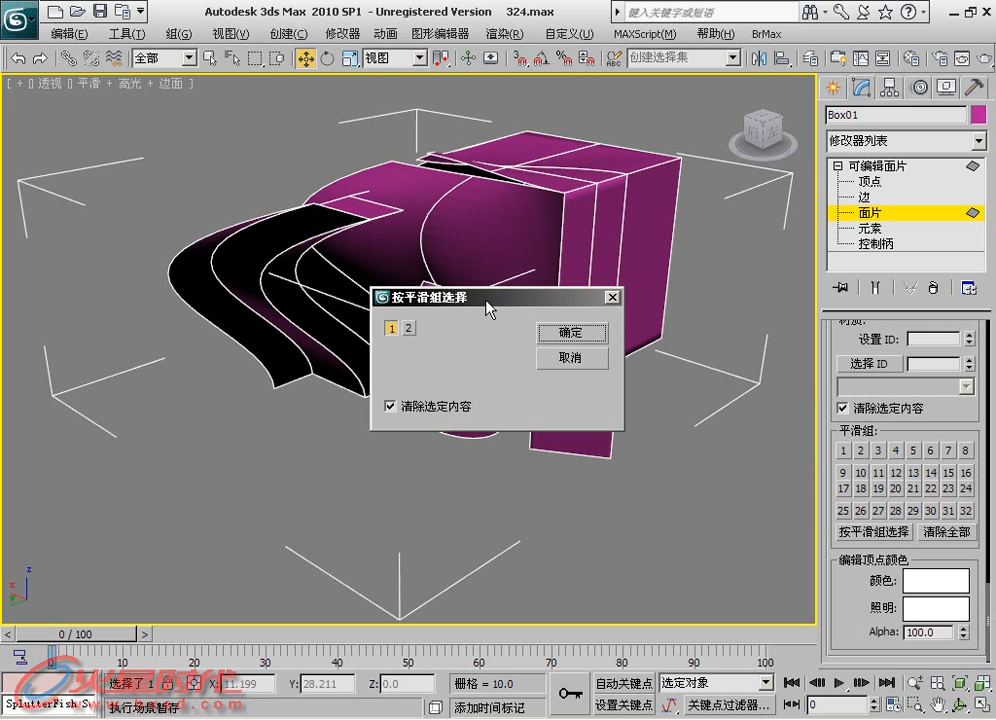 Autodesk 3ds Max 2010 SP1 - Unregistered Version 324.max
键入关键字或短语
编辑(E) 工具(T) 组(G) 视图(V) 创建(C) 修改器 动画 图形编辑器 渲染(R) 自定义(U) MAXScript(M) 帮助(H) BrMax
全部 视图 创建选择集
[ + [] 透视 [] 平滑 + 高光 + 边面 ]
Box01
修改器列表
可编辑面片
顶点
边
面片
元素
控制柄
按平滑组选择
1 2
确定
取消
清除选定内容
材质:
设置 ID:
选择 ID
清除选定内容
平滑组:
1 2 3 4 5 6 7 8
9 10 11 12 13 14 15 16
17 18 19 20 21 22 23 24
25 26 27 28 29 30 31 32
按平滑组选择 清除全部
编辑顶点颜色
颜色:
照明:
Alpha: 100.0
z
x
y
< 0 / 100 >
0 10 20 30 40 50 60 70 80 90 100
选择了 1 X: 11.199 Y: 28.211 Z: 0.0 栅格 = 10.0 自动关键点 选定对象
执行场景暂存 添加时间标记 设置关键点 关键点过滤器... 0